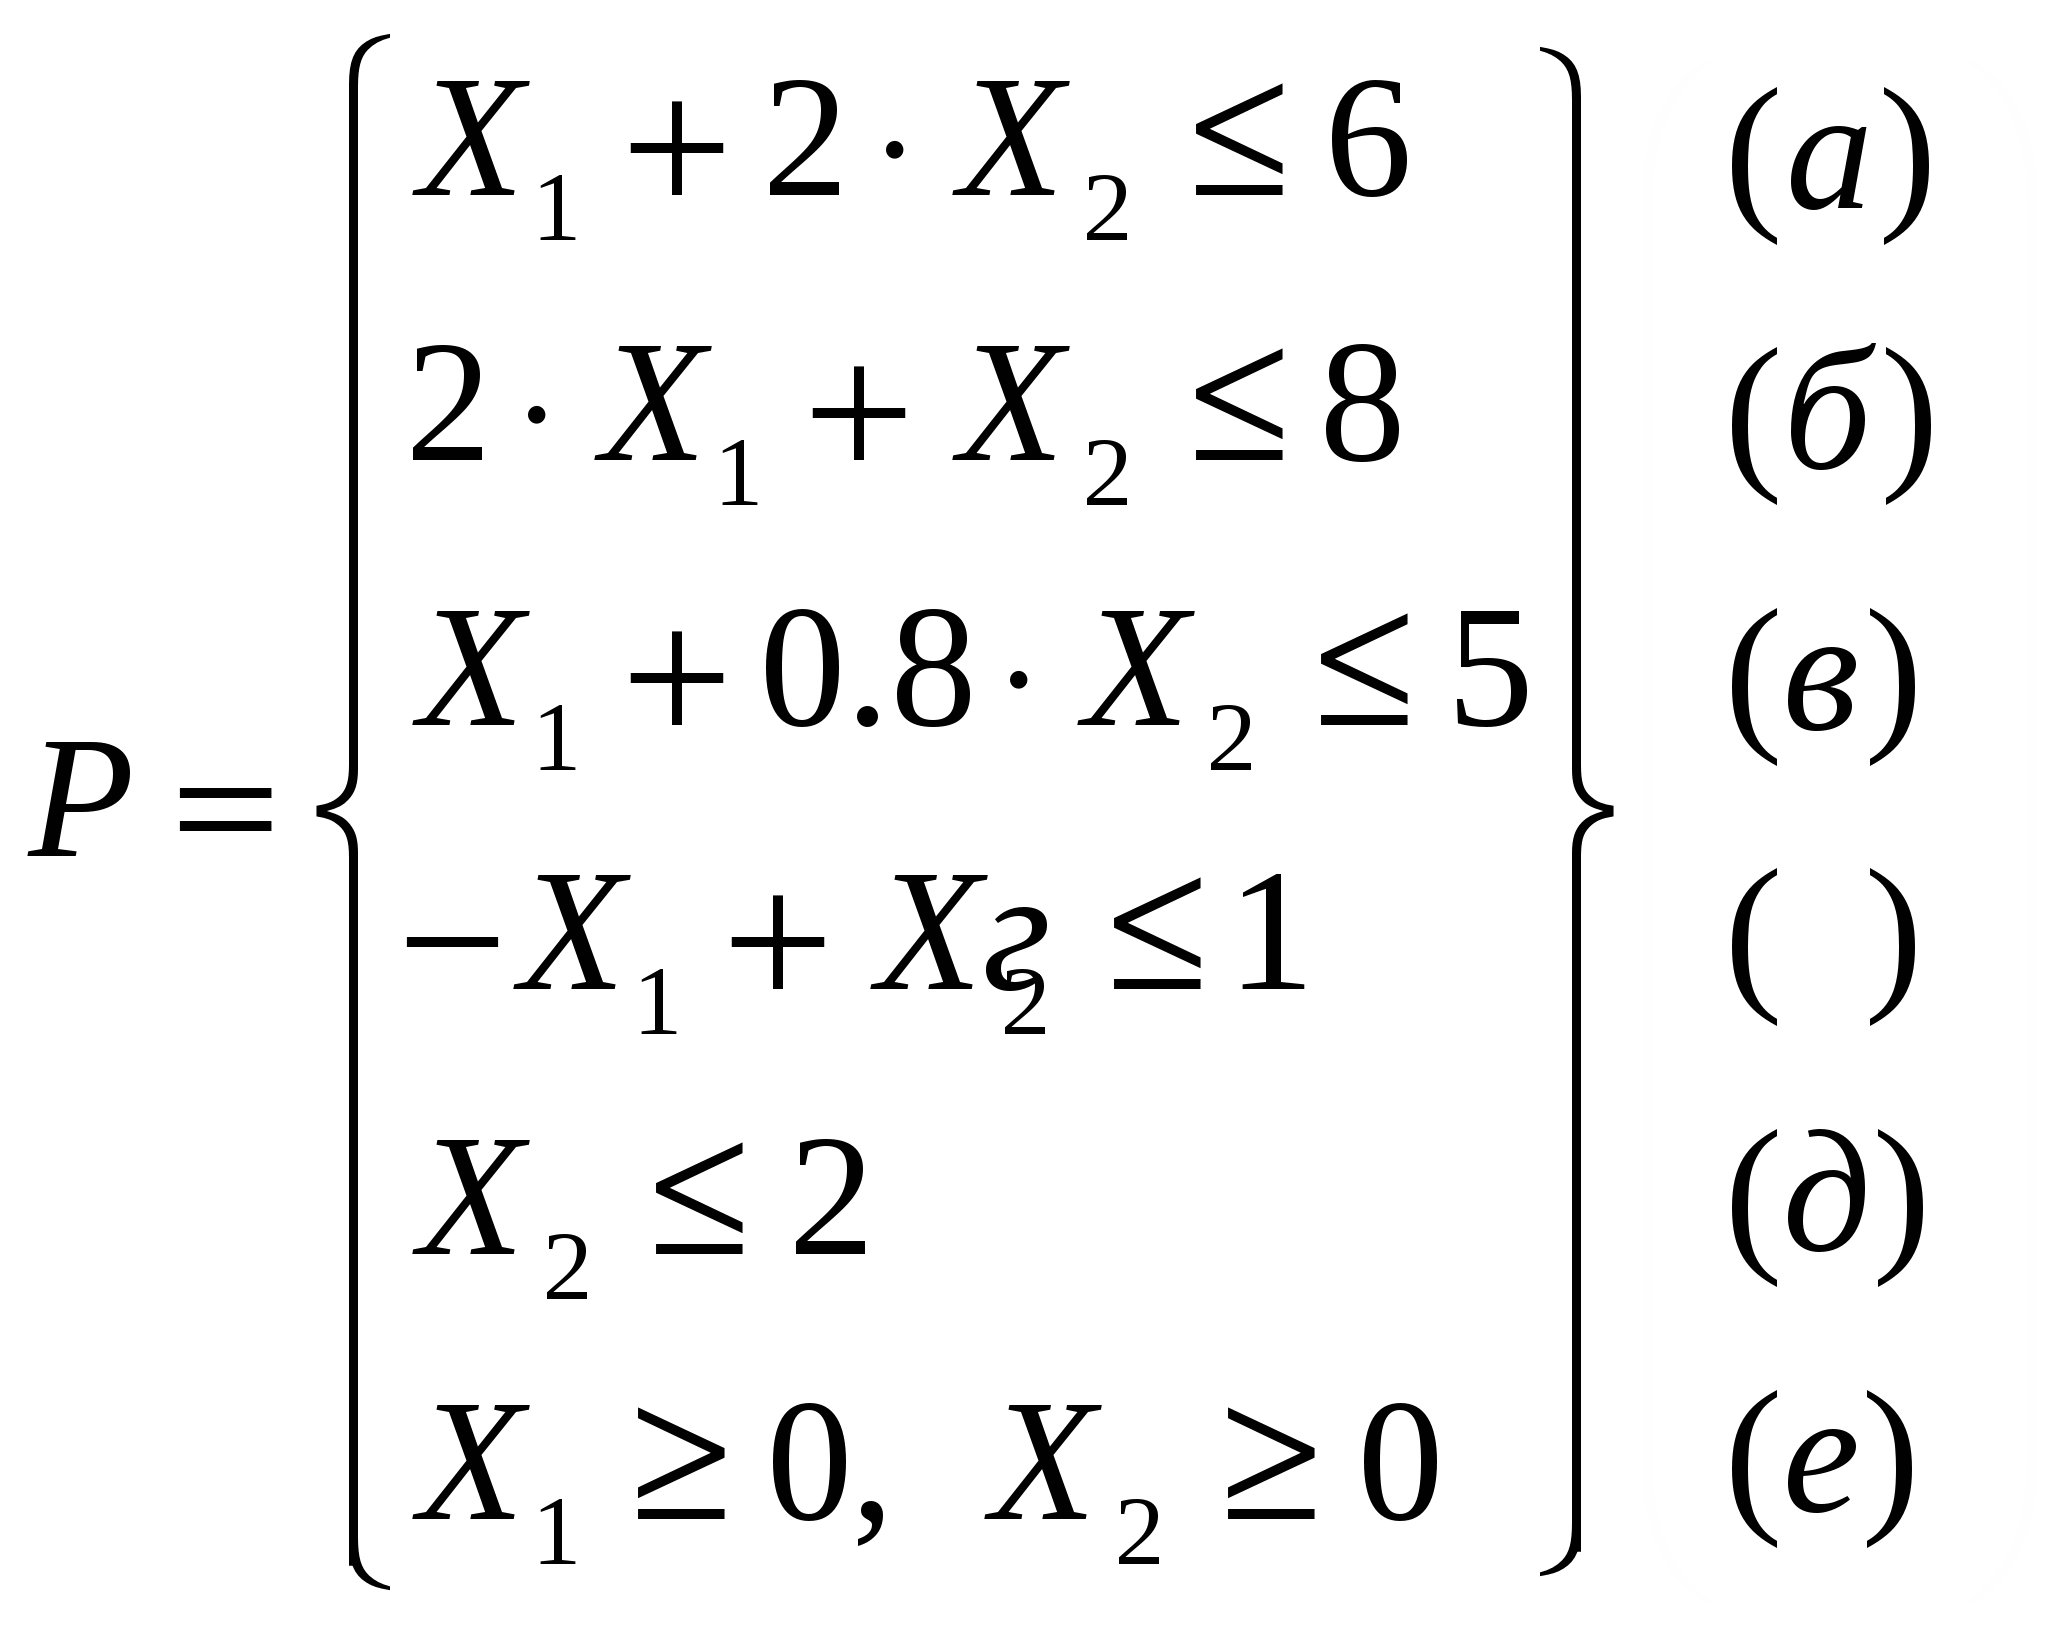 X₁ + 2 · X₂ ≤ 6 (а)
2 · X₁ + X₂ ≤ 8 (б)
X₁ + 0.8 · X₂ ≤ 5 (в)
P =
−X₁ + Xг₂ ≤ 1 ( )
X₂ ≤ 2 (д)
X₁ ≥ 0, X₂ ≥ 0 (е)